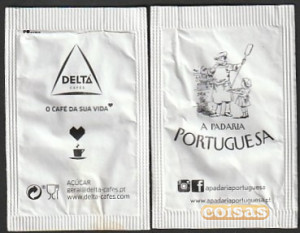 DELTA
CAFÉS
O CAFÉ DA SUA VIDA
AÇÚCAR
geral@delta-cafes.pt
www.delta-cafes.com
A PADARIA
PORTUGUESA
apadariaportuguesa
apadariaportuguesa.pt
coisas